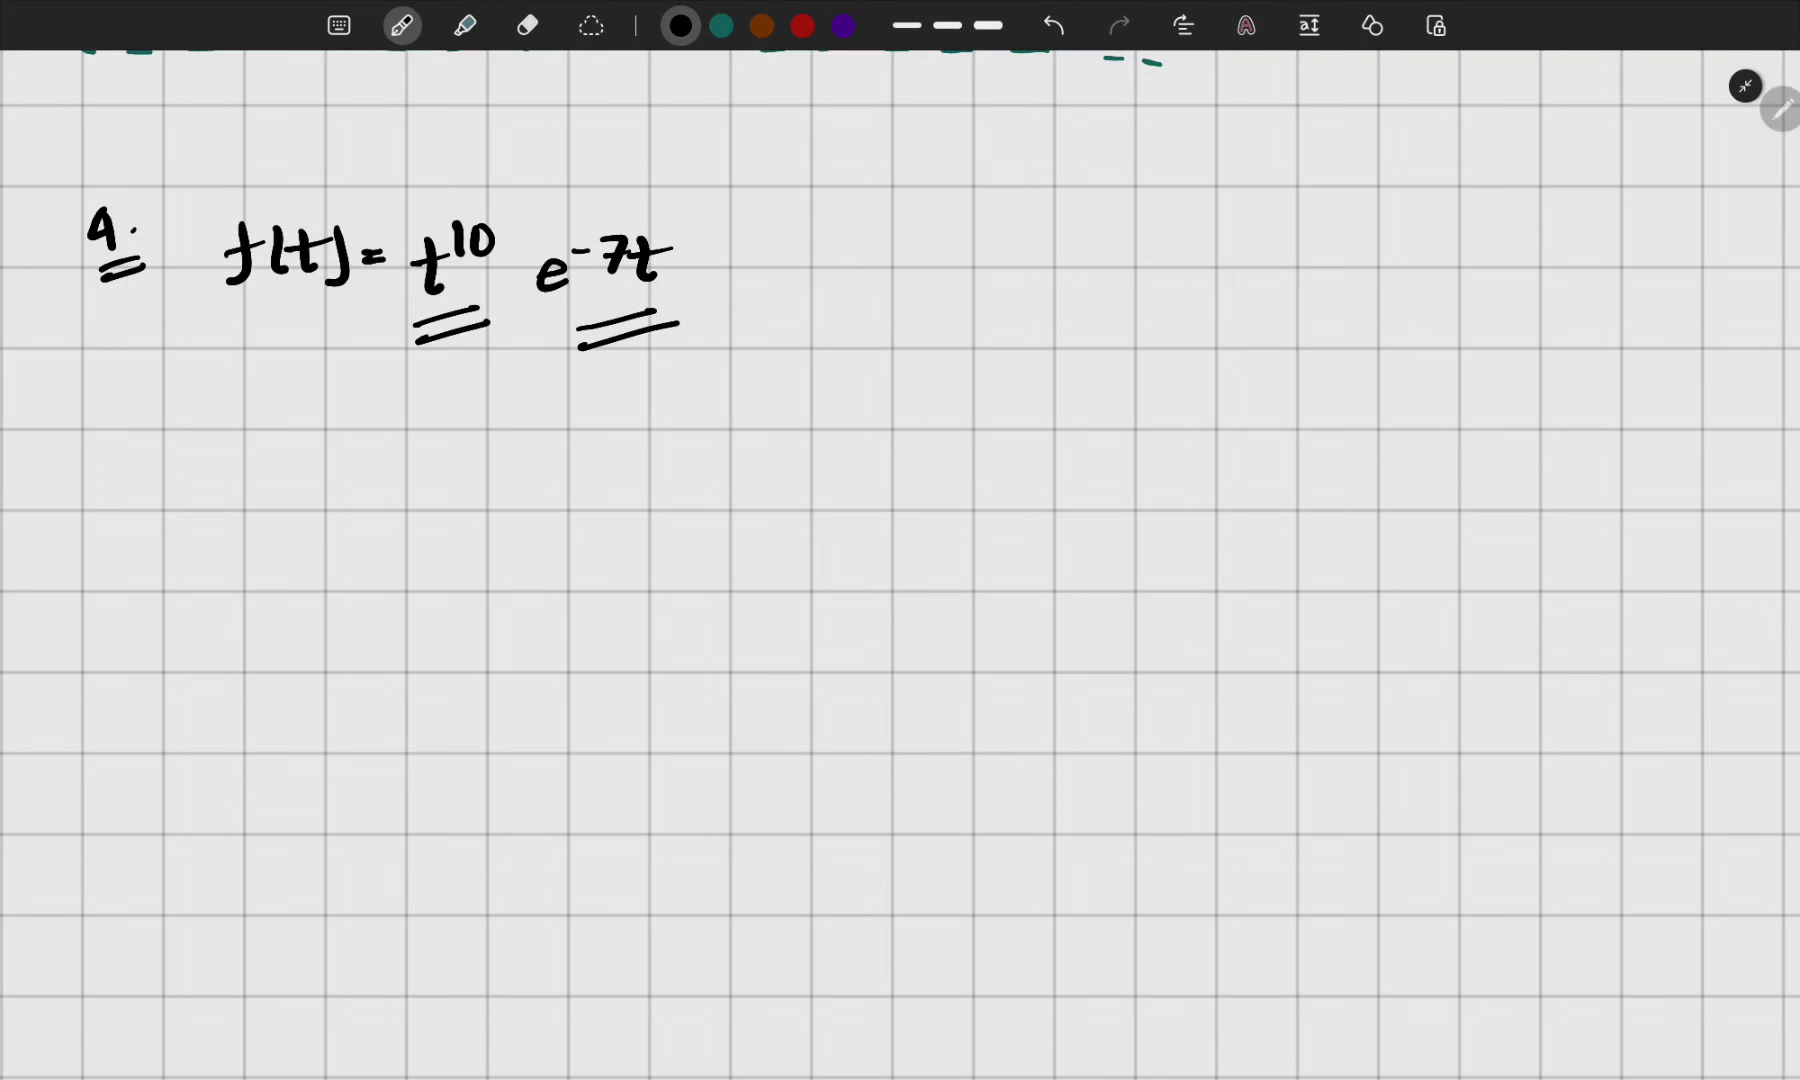 4. f(t) = t^10 e^-7t